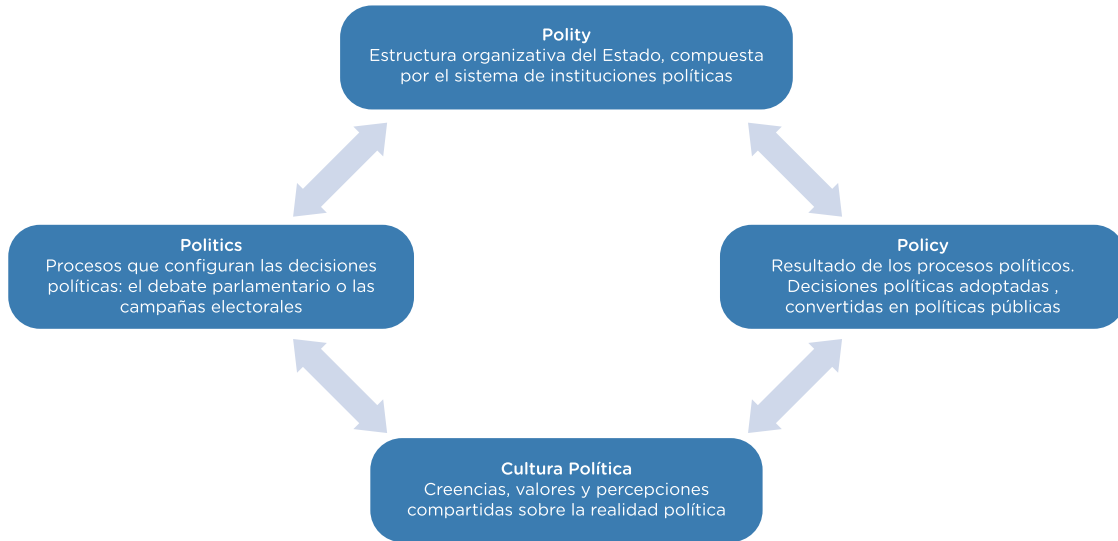 Polity
Estructura organizativa del Estado, compuesta
por el sistema de instituciones políticas
Politics
Procesos que configuran las decisiones
políticas: el debate parlamentario o las
campañas electorales
Policy
Resultado de los procesos políticos.
Decisiones políticas adoptadas ,
convertidas en políticas públicas
Cultura Política
Creencias, valores y percepciones
compartidas sobre la realidad política